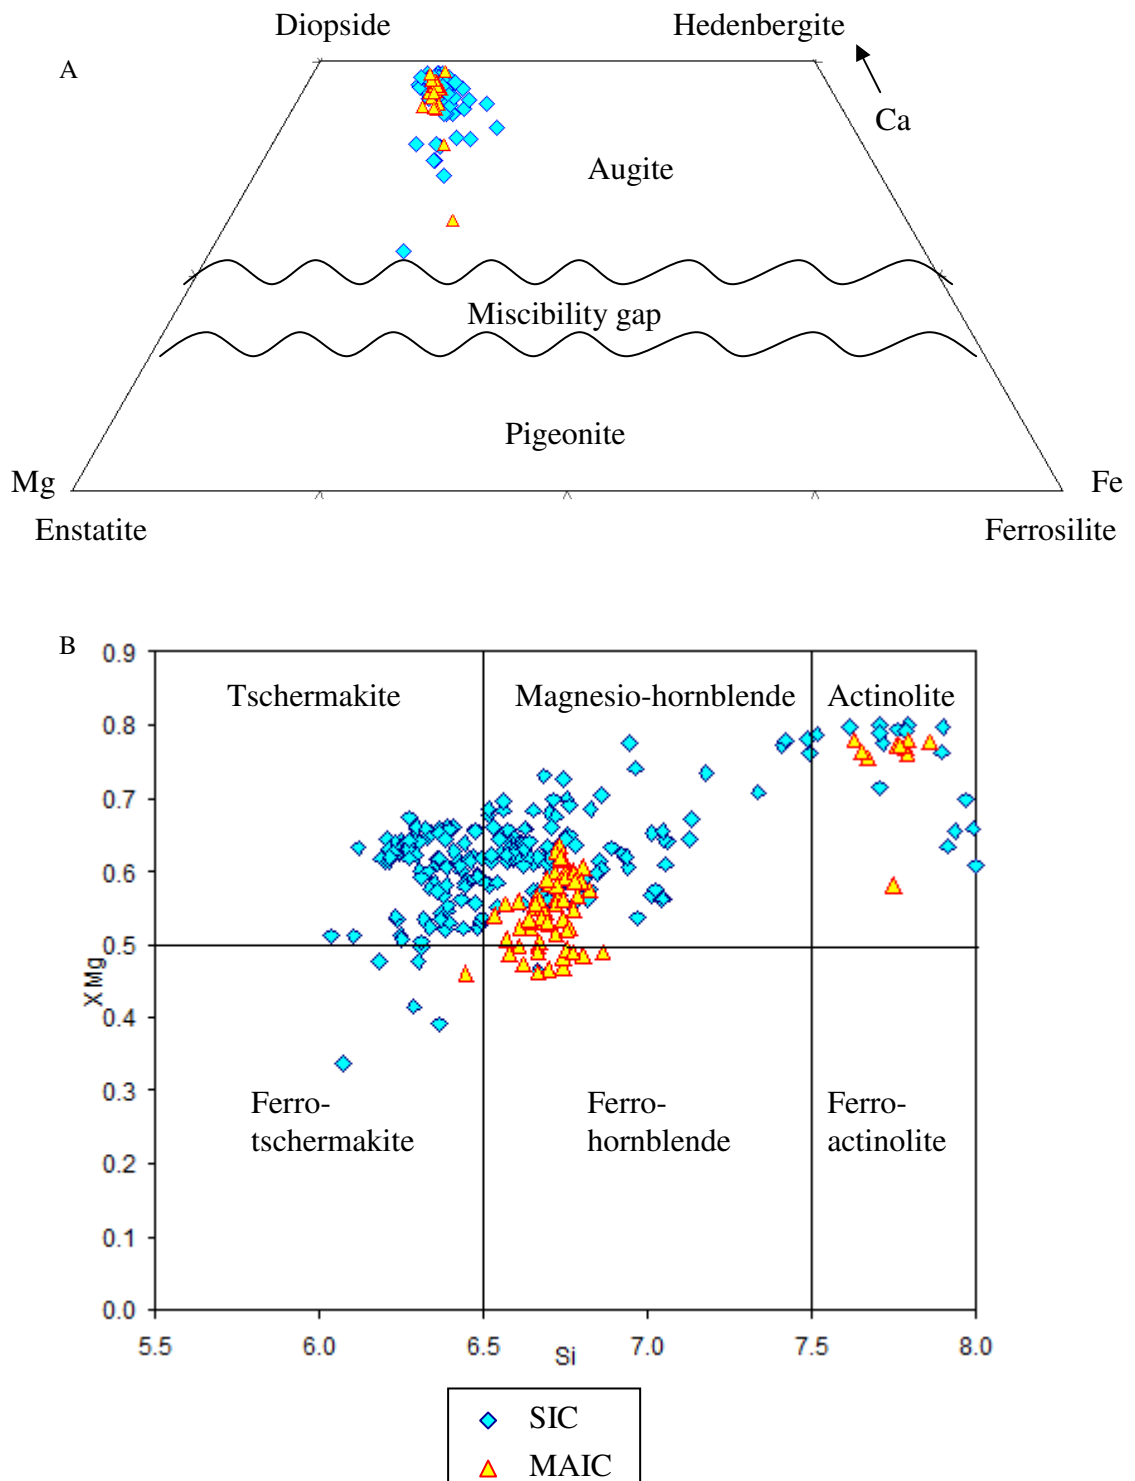 Diopside Hedenbergite
A
Ca
Augite
Miscibility gap
Pigeonite
Mg Fe
Enstatite Ferrosilite
B
0.9
Tschermakite Magnesio-hornblende Actinolite
0.8
0.7
0.6
0.5
XMg
0.4
0.3
Ferro- Ferro- Ferro-
tschermakite hornblende actinolite
0.2
0.1
0.0
5.5 6.0 6.5 7.0 7.5 8.0
Si
SIC
MAIC